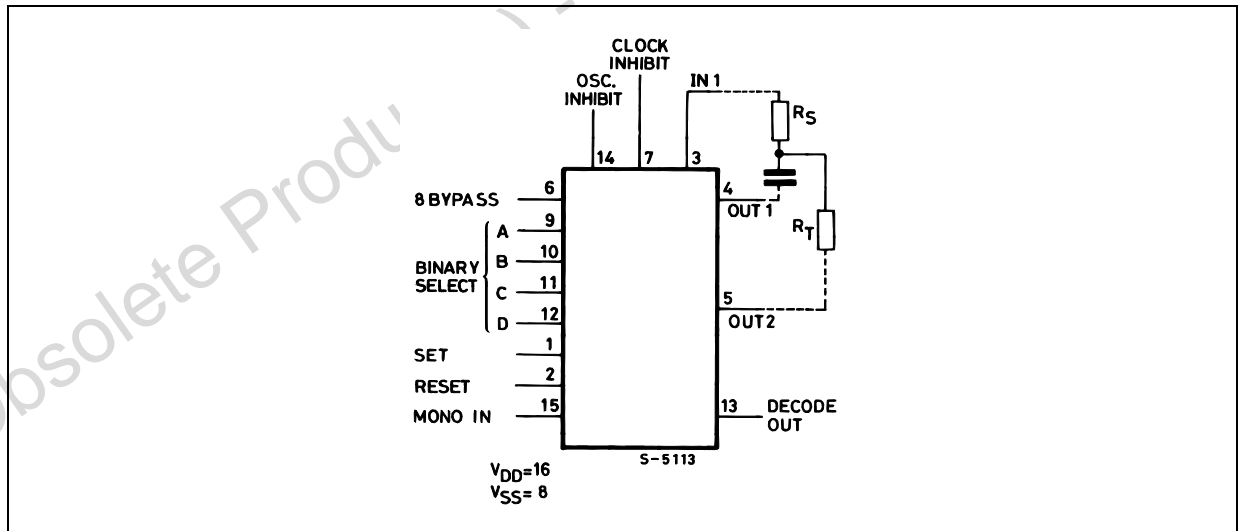 CLOCK
INHIBIT
OSC.
INHIBIT
IN 1
RS
14 7 3
8 BYPASS 6
4
OUT 1
RT
BINARY
SELECT
A 9
B 10
C 11
D 12
5
OUT 2
SET 1
RESET 2
MONO IN 15
13 DECODE
OUT
S-5113
VDD=16
VSS= 8
Obsolete Produ